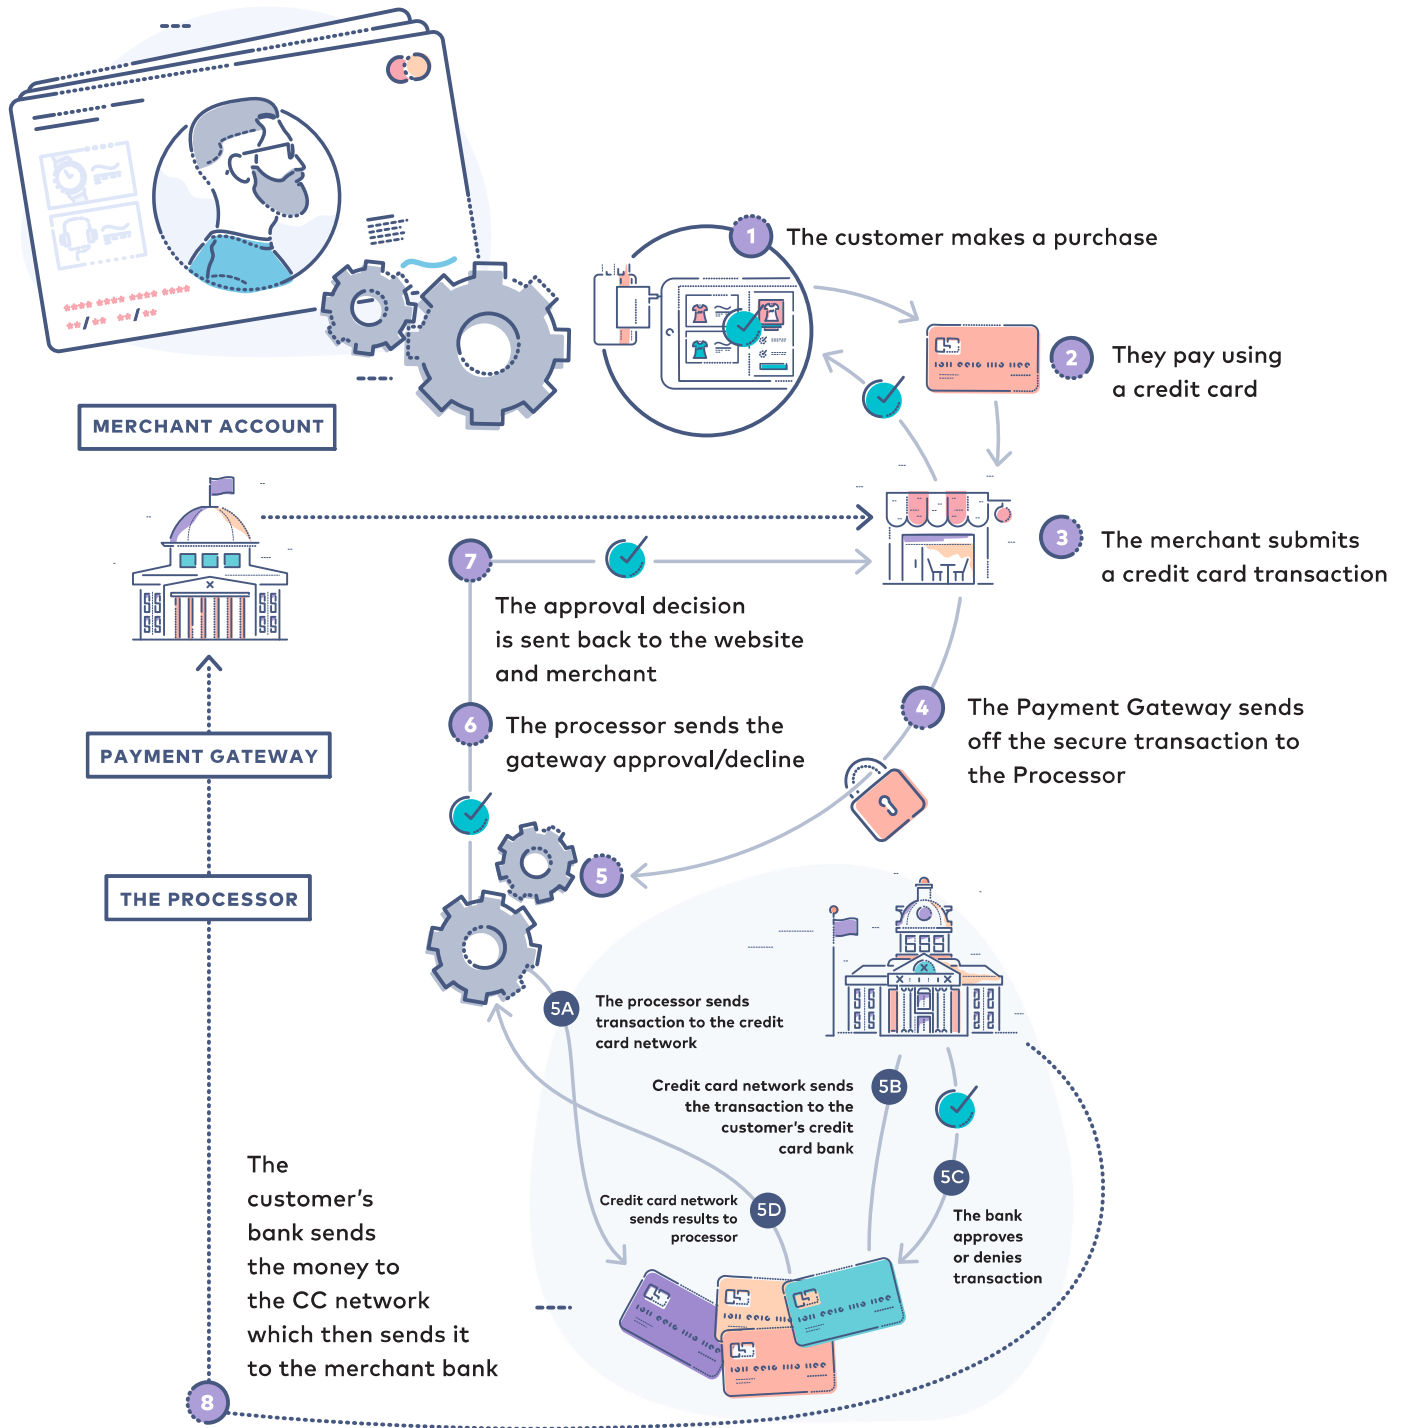 1
The customer makes a purchase
2
They pay using
a credit card
MERCHANT ACCOUNT
3
The merchant submits
a credit card transaction
7
The approval decision
is sent back to the website
and merchant
6
The processor sends the
gateway approval/decline
4
The Payment Gateway sends
off the secure transaction to
the Processor
PAYMENT GATEWAY
5
THE PROCESSOR
5A
The processor sends
transaction to the credit
card network
5B
Credit card network sends
the transaction to the
customer's credit
card bank
5C
The bank
approves
or denies
transaction
5D
Credit card network
sends results to
processor
The
customer's
bank sends
the money to
the CC network
which then sends it
to the merchant bank
8